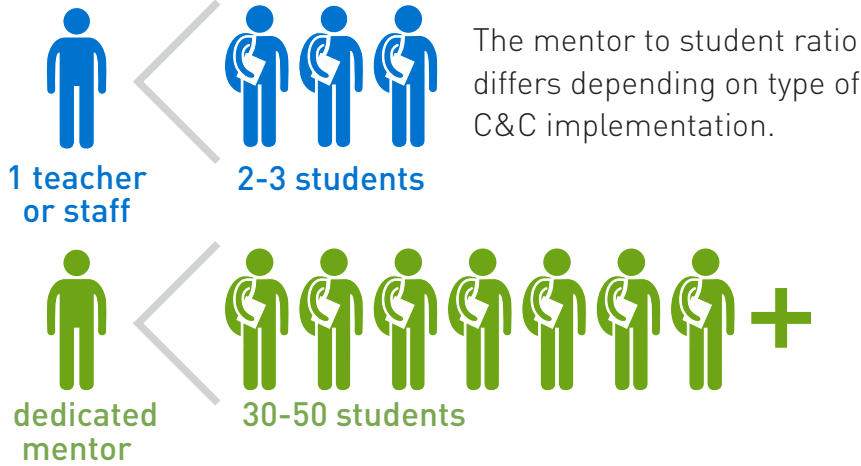 The mentor to student ratio
differs depending on type of
C&C implementation.
1 teacher
or staff
2-3 students
dedicated
mentor
30-50 students